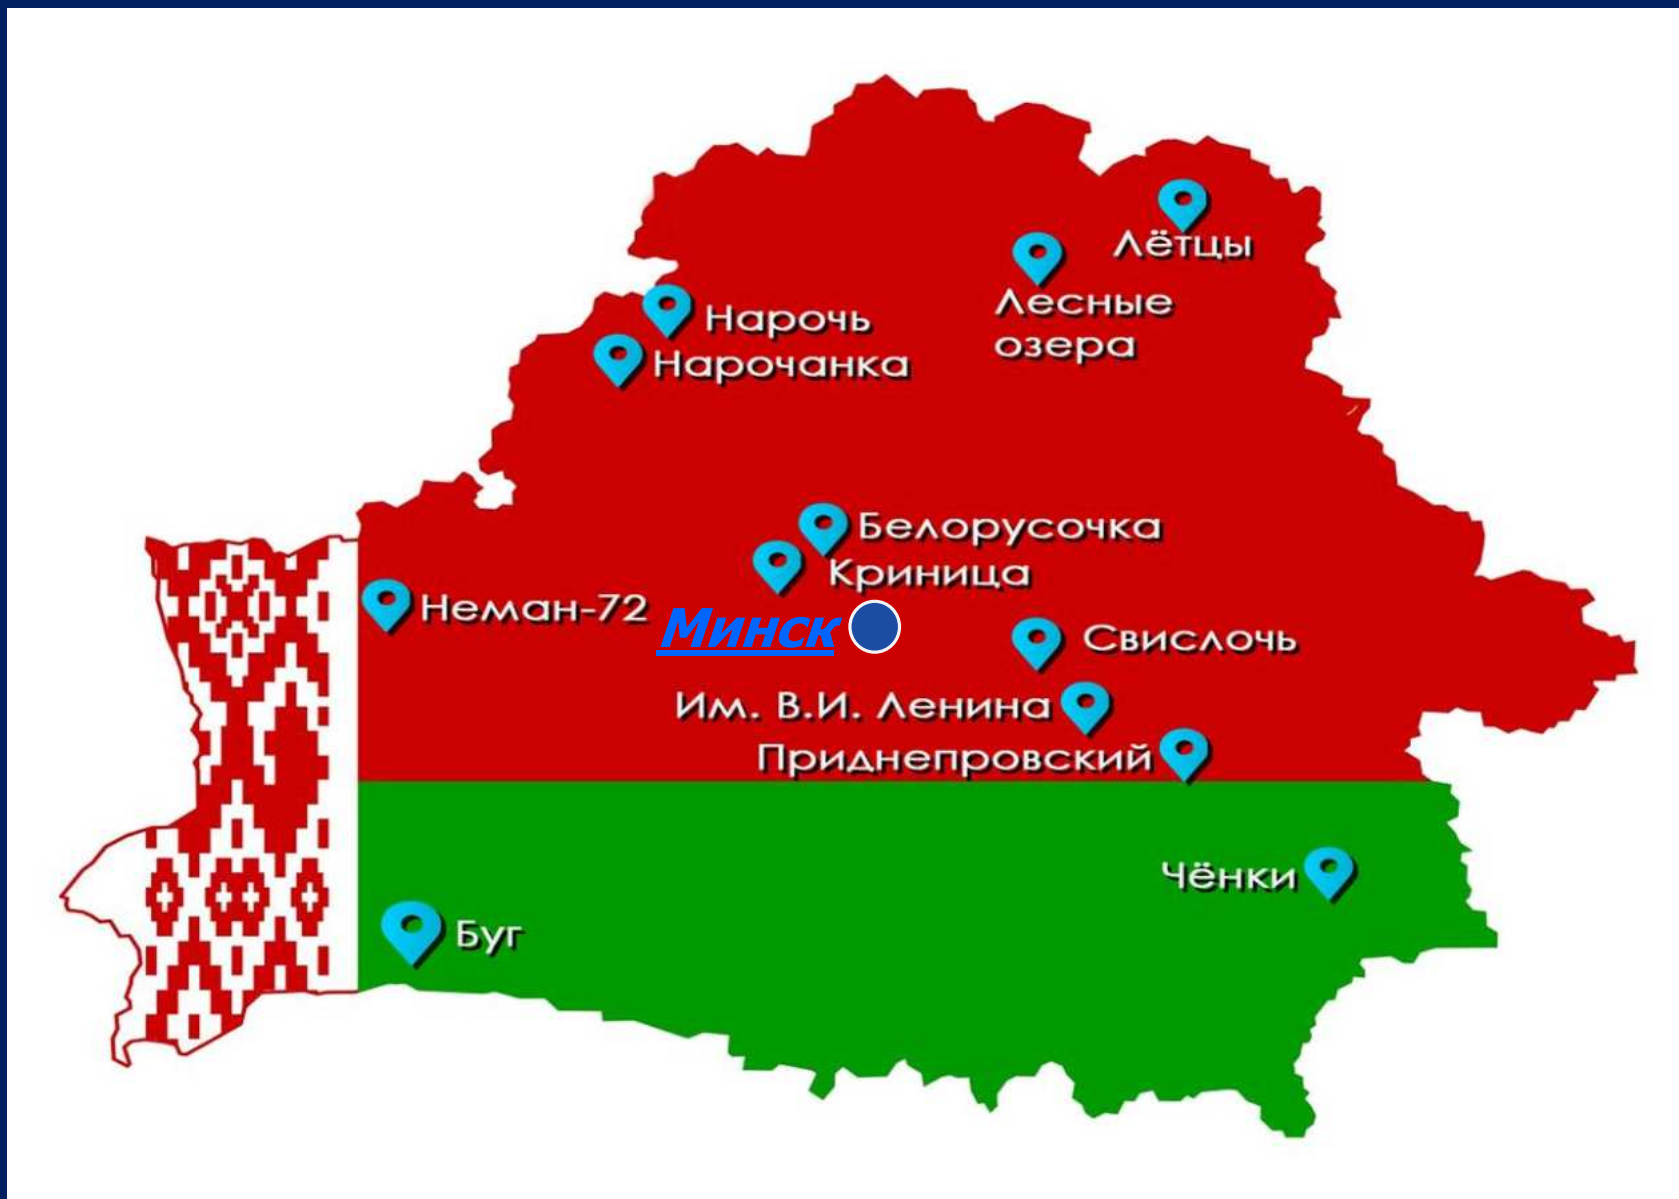 Лётцы
Лесные
озера
Нарочь
Нарочанка
Белорусочка
Криница
Неман-72
Минск
Свислочь
Им. В.И. Ленина
Приднепровский
Чёнки
Буг